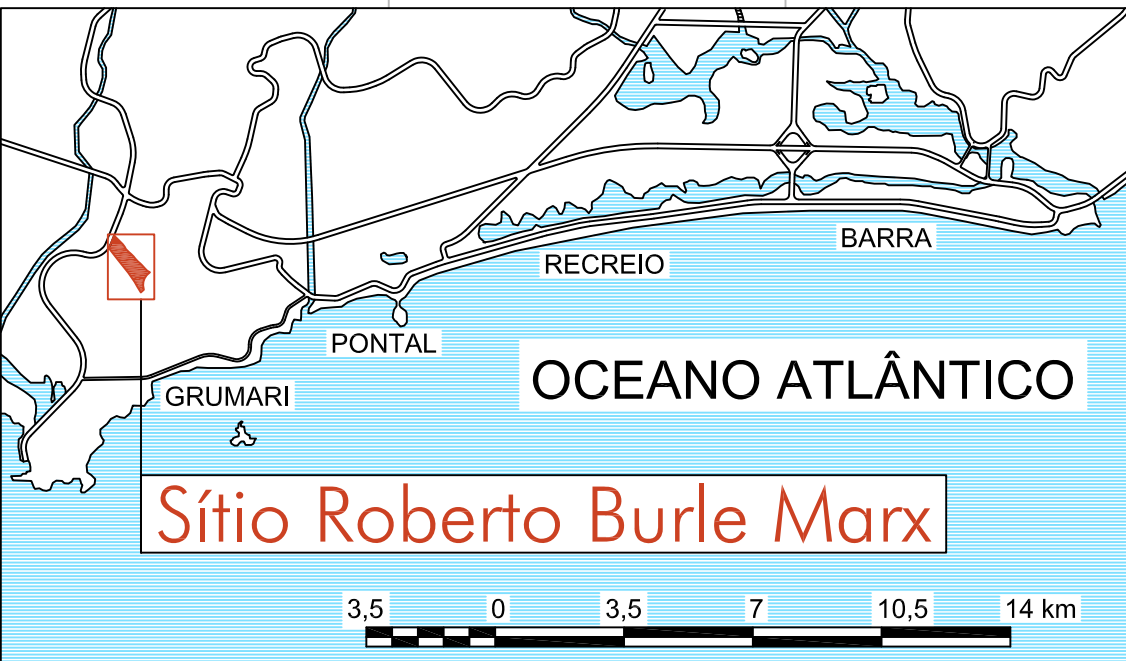 BARRA
RECREIO
PONTAL
OCEANO ATLÂNTICO
GRUMARI
Sítio Roberto Burle Marx
3,5 0 3,5 7 10,5 14 km